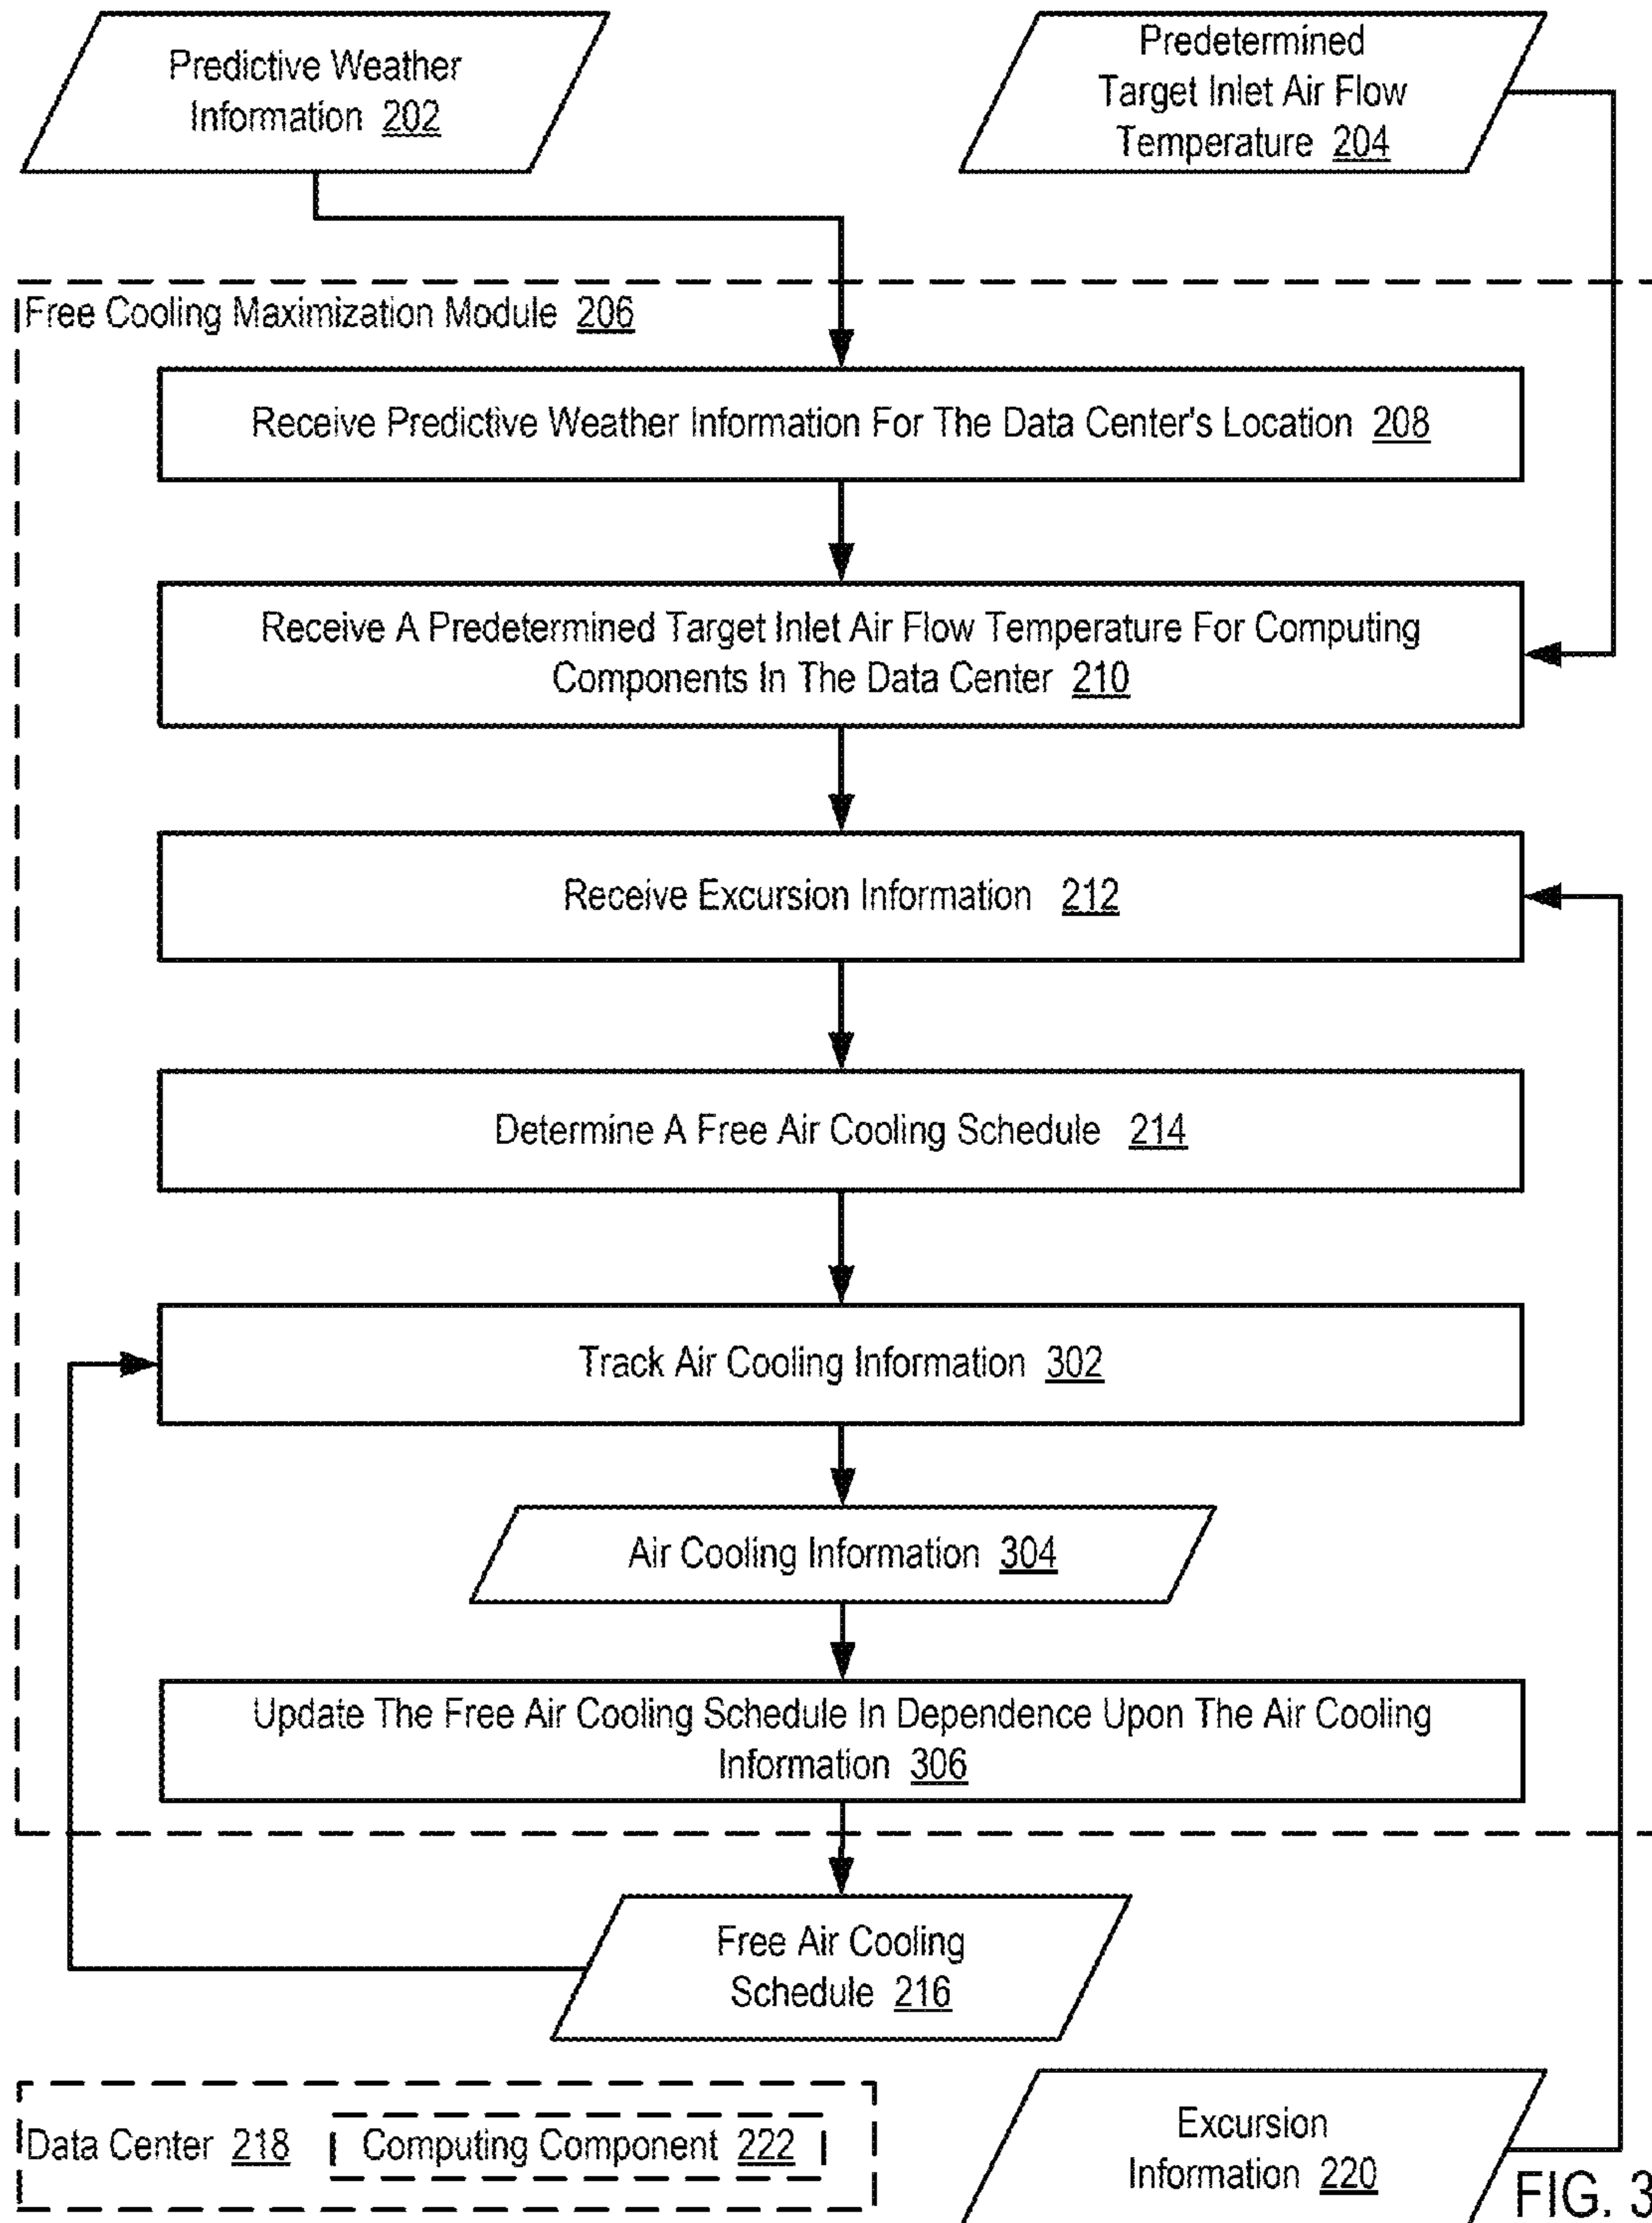 Predictive Weather
Information 202
Predetermined
Target Inlet Air Flow
Temperature 204
Free Cooling Maximization Module 206
Receive Predictive Weather Information For The Data Center's Location 208
Receive A Predetermined Target Inlet Air Flow Temperature For Computing
Components In The Data Center 210
Receive Excursion Information 212
Determine A Free Air Cooling Schedule 214
Track Air Cooling Information 302
Air Cooling Information 304
Update The Free Air Cooling Schedule In Dependence Upon The Air Cooling
Information 306
Free Air Cooling
Schedule 216
Data Center 218
Computing Component 222
Excursion
Information 220
FIG. 3